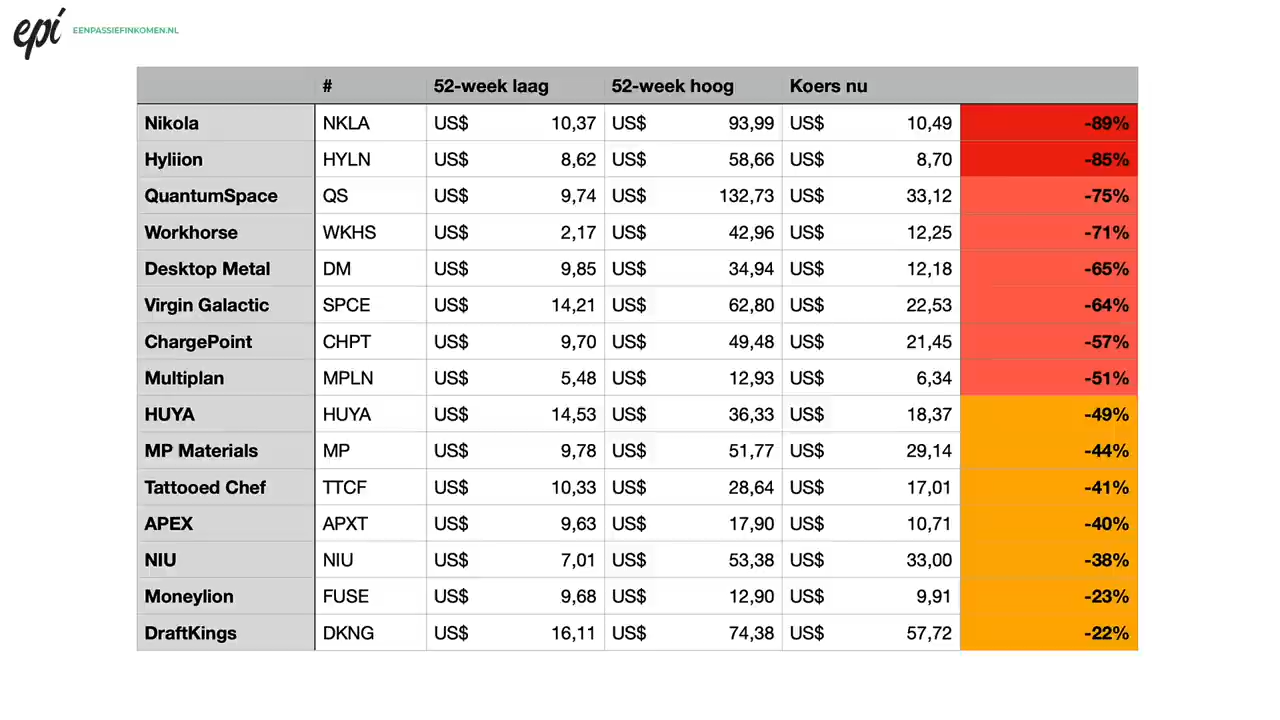 epi EENPASSIEFINKOMEN.NL
# 52-week laag 52-week hoog Koers nu
Nikola NKLA US$ 10,37 US$ 93,99 US$ 10,49 -89%
Hyliion HYLN US$ 8,62 US$ 58,66 US$ 8,70 -85%
QuantumSpace QS US$ 9,74 US$ 132,73 US$ 33,12 -75%
Workhorse WKHS US$ 2,17 US$ 42,96 US$ 12,25 -71%
Desktop Metal DM US$ 9,85 US$ 34,94 US$ 12,18 -65%
Virgin Galactic SPCE US$ 14,21 US$ 62,80 US$ 22,53 -64%
ChargePoint CHPT US$ 9,70 US$ 49,48 US$ 21,45 -57%
Multiplan MPLN US$ 5,48 US$ 12,93 US$ 6,34 -51%
HUYA HUYA US$ 14,53 US$ 36,33 US$ 18,37 -49%
MP Materials MP US$ 9,78 US$ 51,77 US$ 29,14 -44%
Tattooed Chef TTCF US$ 10,33 US$ 28,64 US$ 17,01 -41%
APEX APXT US$ 9,63 US$ 17,90 US$ 10,71 -40%
NIU NIU US$ 7,01 US$ 53,38 US$ 33,00 -38%
Moneylion FUSE US$ 9,68 US$ 12,90 US$ 9,91 -23%
DraftKings DKNG US$ 16,11 US$ 74,38 US$ 57,72 -22%